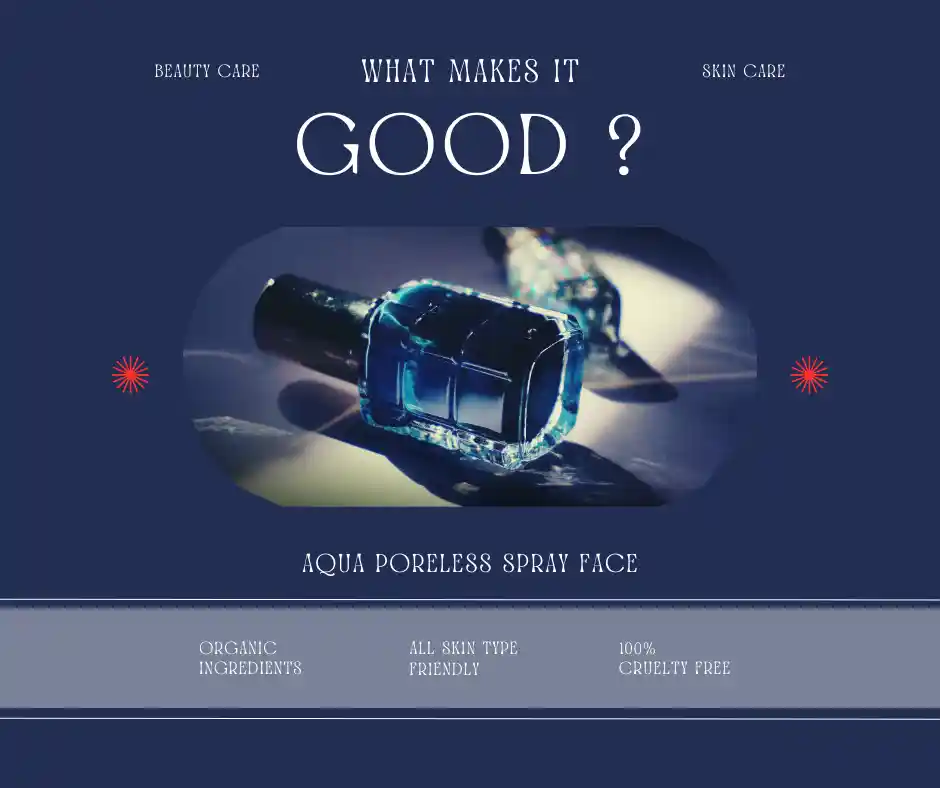 BEAUTY CARE
WHAT MAKES IT
SKIN CARE
GOOD ?
AQUA PORELESS SPRAY FACE
ORGANIC
INGREDIENTS
ALL SKIN TYPE
FRIENDLY
100%
CRUELTY FREE